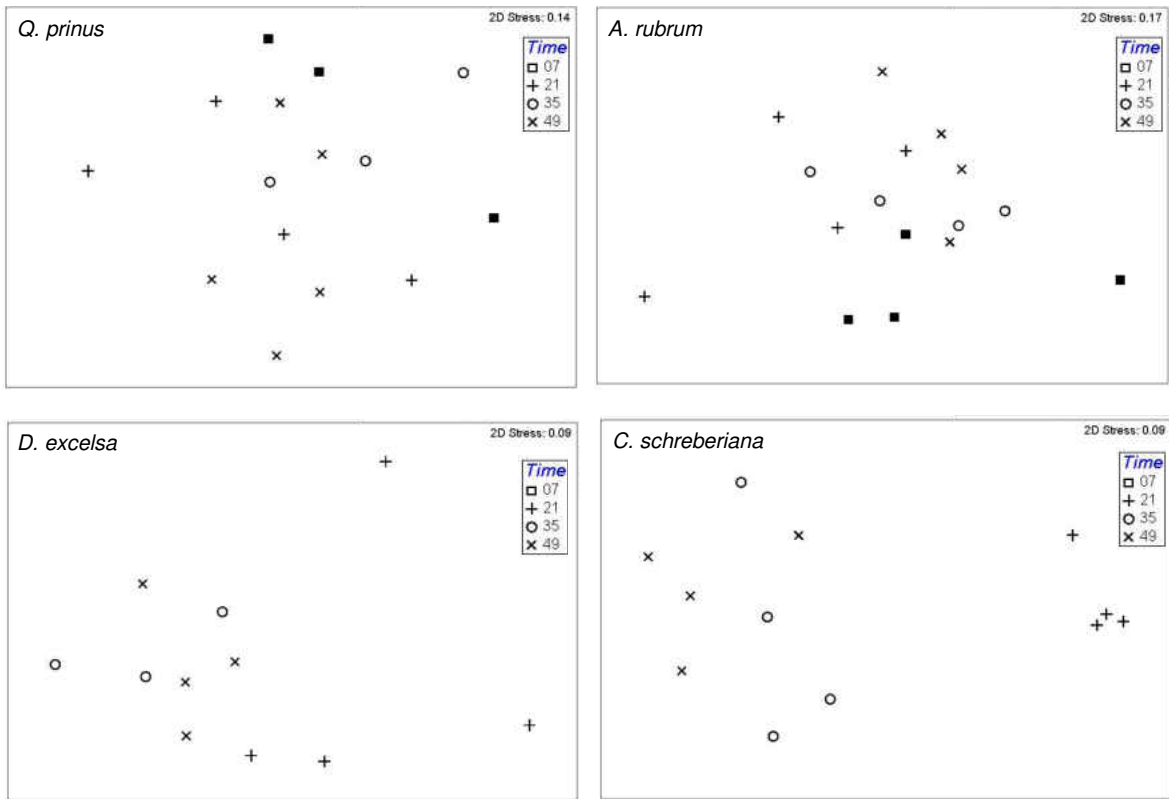 Q. prinus
2D Stress: 0.14
Time
07
21
35
49
A. rubrum
2D Stress: 0.17
Time
07
21
35
49
D. excelsa
2D Stress: 0.09
Time
07
21
35
49
C. schreberiana
2D Stress: 0.09
Time
07
21
35
49